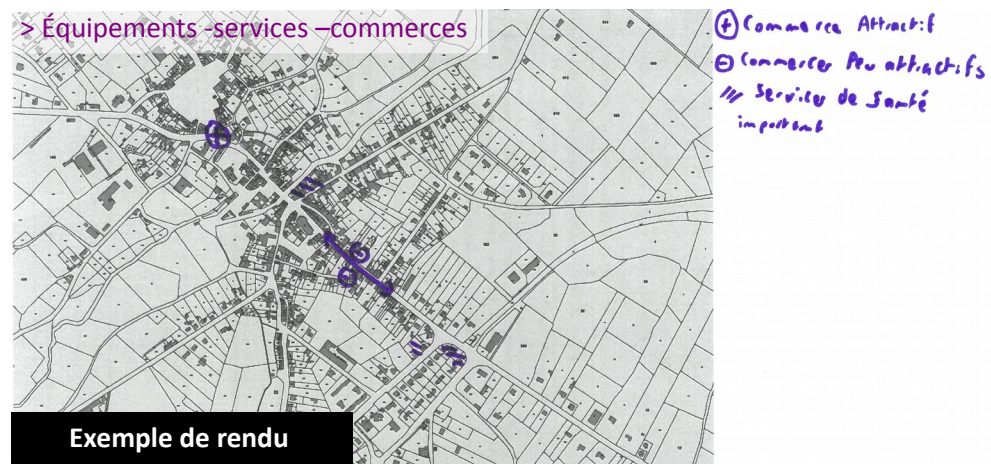 > Équipements -services –commerces
+ Commerce Attractif
- Commerces Peu attractifs
/// Services de Santé
important
Exemple de rendu